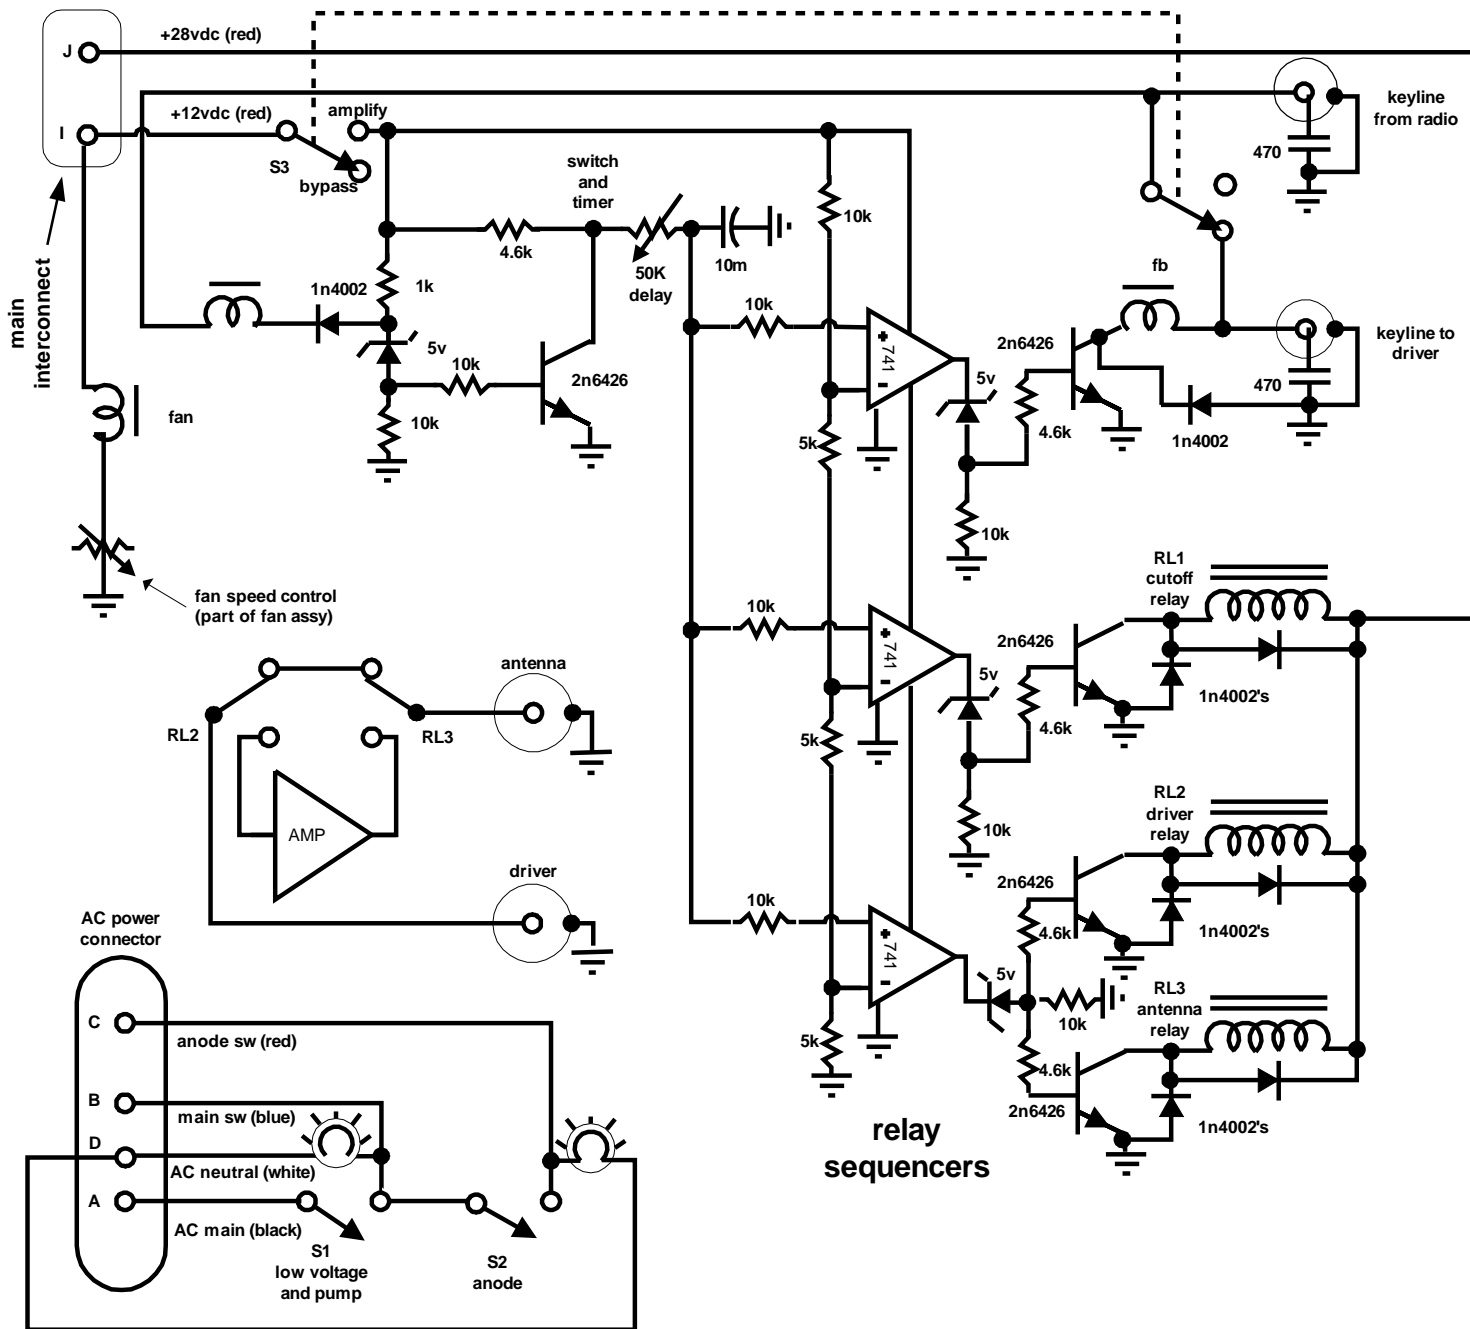 J
+28vdc (red)
I
+12vdc (red)
amplify
S3
bypass
keyline
from radio
470
switch
and
timer
10k
4.6k
50K
delay
10m
main
interconnect
1n4002
1k
5v
10k
10k
2n6426
fan
10k
+
741
-
5v
2n6426
fb
4.6k
1n4002
keyline to
driver
470
5k
10k
fan speed control
(part of fan assy)
RL1
cutoff
relay
10k
+
741
-
5v
2n6426
4.6k
1n4002's
antenna
RL2
RL3
5k
10k
AMP
RL2
driver
relay
driver
10k
2n6426
4.6k
1n4002's
AC power
connector
+
741
-
5v
10k
RL3
antenna
relay
C
anode sw (red)
5k
4.6k
2n6426
1n4002's
B
main sw (blue)
D
AC neutral (white)
A
AC main (black)
S1
low voltage
and pump
S2
anode
relay
sequencers